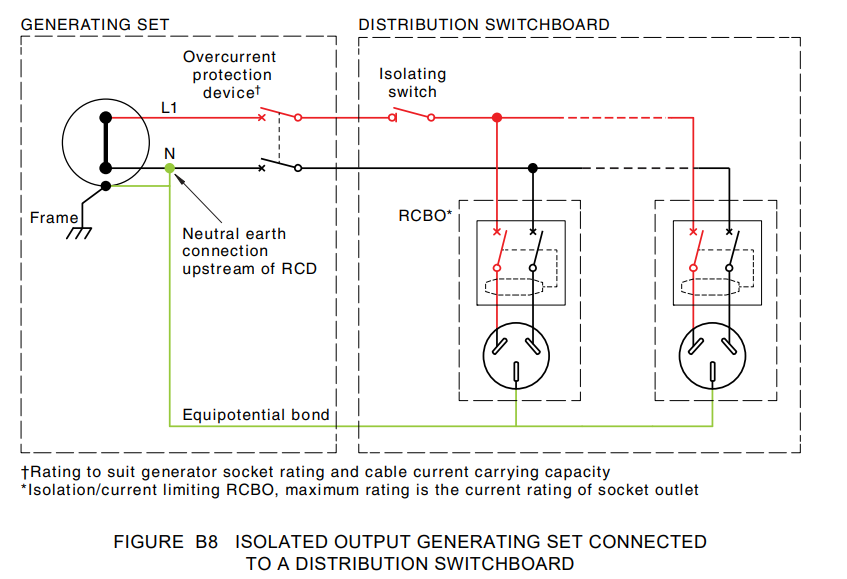 GENERATING SET
DISTRIBUTION SWITCHBOARD
Overcurrent
protection
device†
Isolating
switch
L1
N
Frame
Neutral earth
connection
upstream of RCD
RCBO*
Equipotential bond
†Rating to suit generator socket rating and cable current carrying capacity
*Isolation/current limiting RCBO, maximum rating is the current rating of socket outlet
FIGURE B8 ISOLATED OUTPUT GENERATING SET CONNECTED
TO A DISTRIBUTION SWITCHBOARD